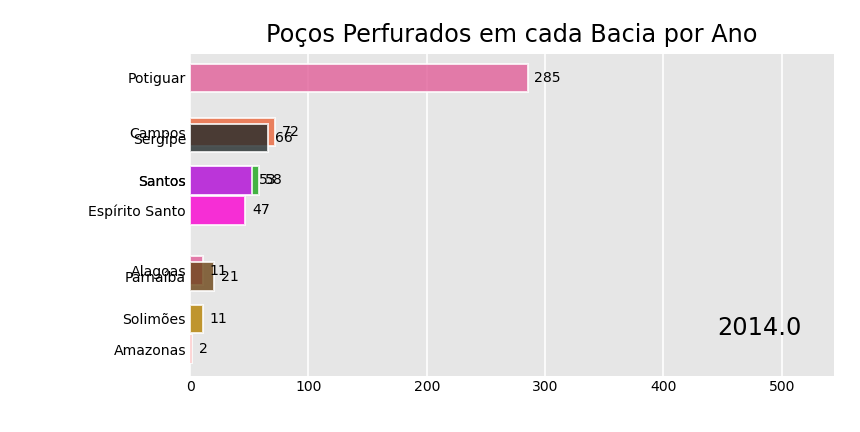 Poços Perfurados em cada Bacia por Ano
Potiguar 285
Campos 72
Sergipe 66
Santos 53 58
Espírito Santo 47
Alagoas 11
Parnaíba 21
Solimões 11
2014.0
Amazonas 2
0 100 200 300 400 500